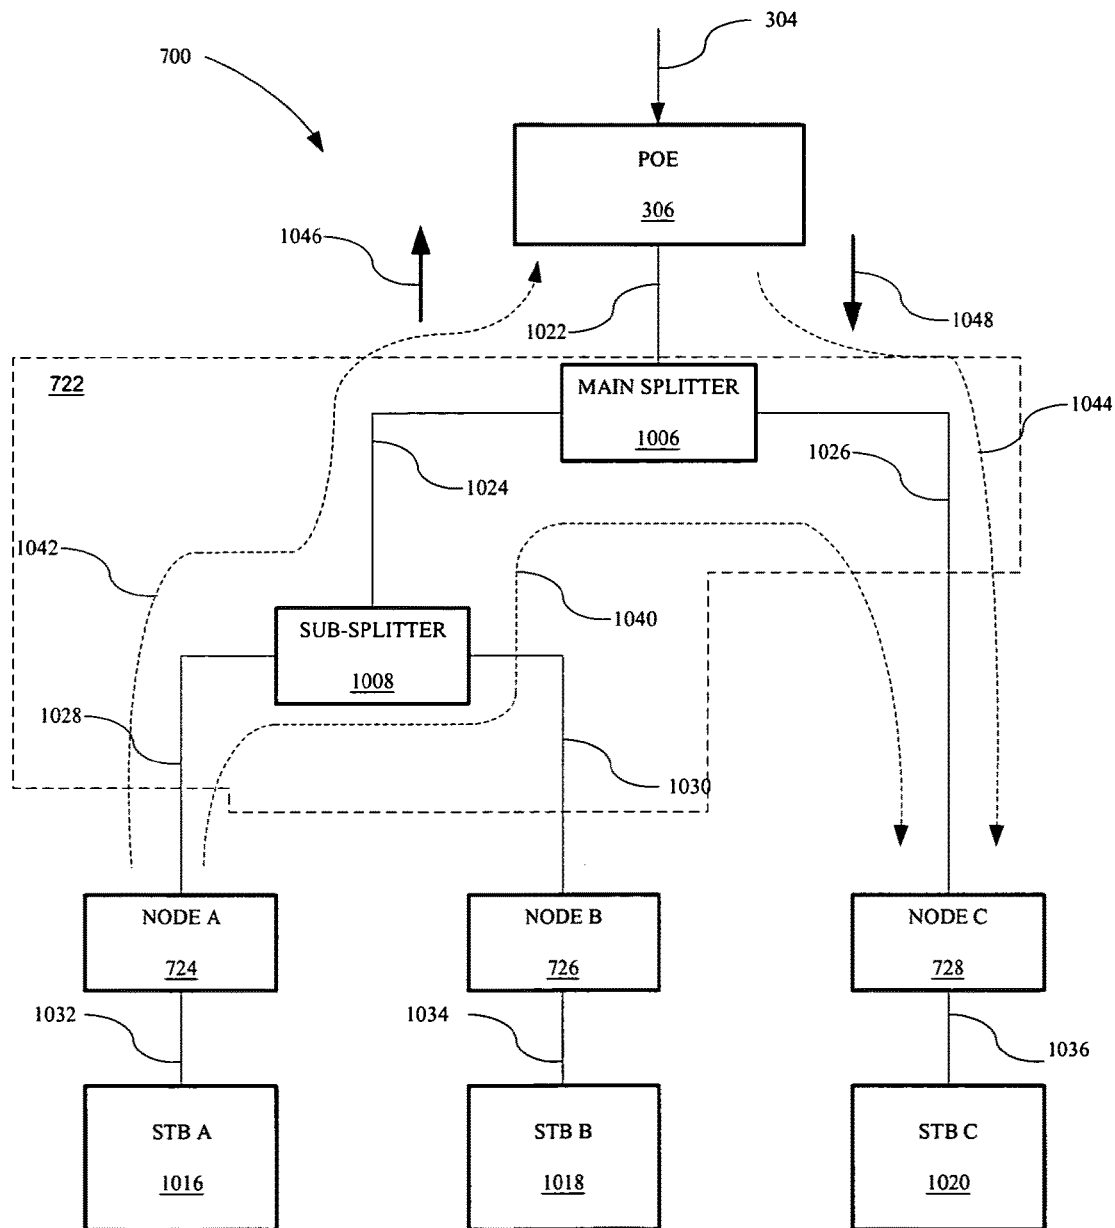 304
700
POE
306
1046
1022
1048
722
MAIN SPLITTER
1006
1044
1024
1026
1042
1040
SUB-SPLITTER
1008
1028
1030
NODE A
724
NODE B
726
NODE C
728
1032
1034
1036
STB A
1016
STB B
1018
STB C
1020